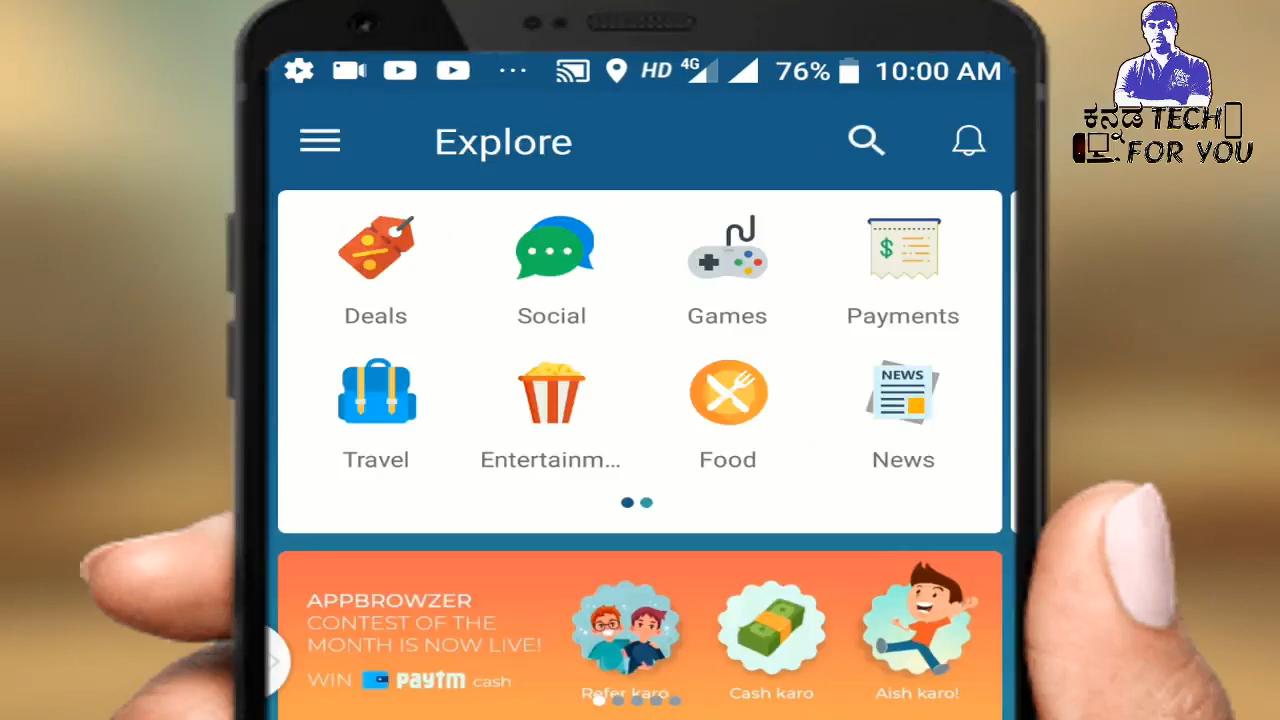 HD 4G 76% 10:00 AM
ಕನ್ನಡ TECH
FOR YOU
Explore
Deals
Social
Games
Payments
NEWS
Travel
Entertainm...
Food
News
APPBROWZER
CONTEST OF THE
MONTH IS NOW LIVE!
WIN paytm cash
Refer karo
Cash karo
Aish karo!